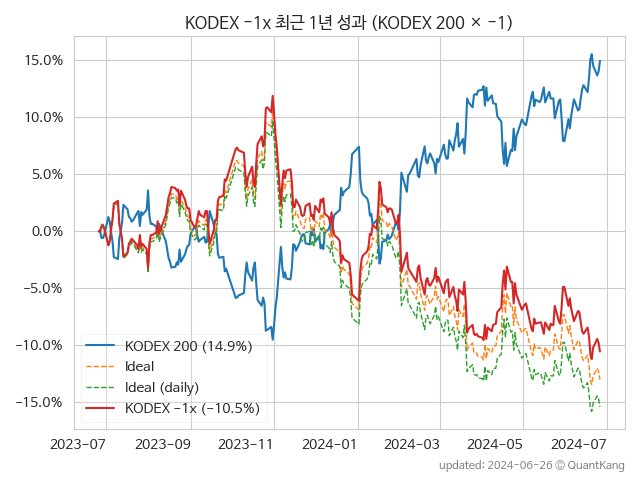 KODEX -1x 최근 1년 성과 (KODEX 200 × -1)
15.0%
10.0%
5.0%
0.0%
-5.0%
-10.0%
-15.0%
KODEX 200 (14.9%)
Ideal
Ideal (daily)
KODEX -1x (-10.5%)
2023-07
2023-09
2023-11
2024-01
2024-03
2024-05
2024-07
updated: 2024-06-26 © QuantKang